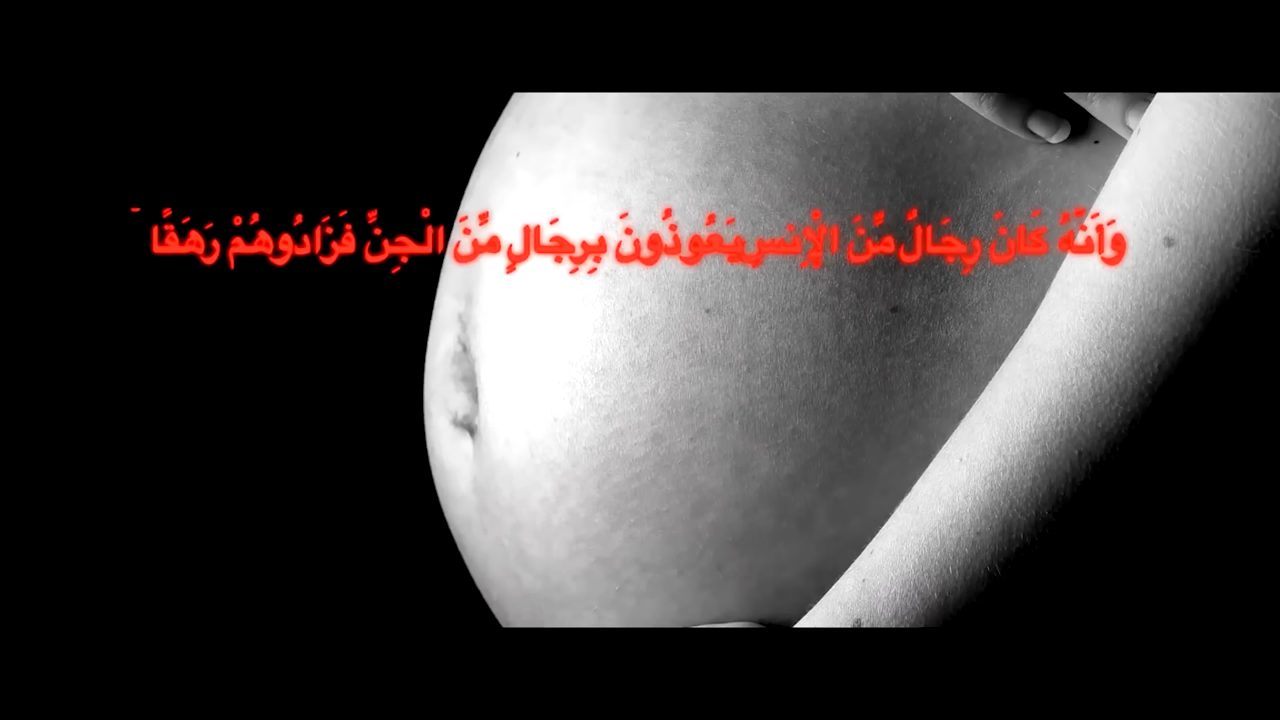 وَأَنَّهُ كَانَ رِجَالٌ مِّنَ الْإِنسِ يَعُوذُونَ بِرِجَالٍ مِّنَ الْجِنِّ فَزَادُوهُمْ رَهَقًا